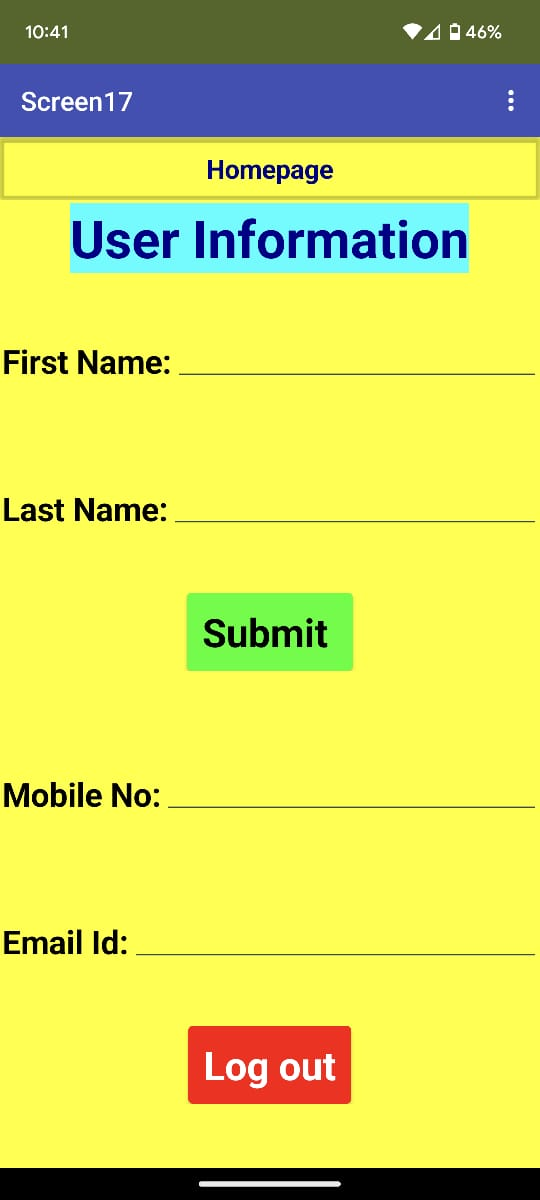 10:41 46%
Screen17
Homepage
User Information
First Name:
Last Name:
Submit
Mobile No:
Email Id:
Log out